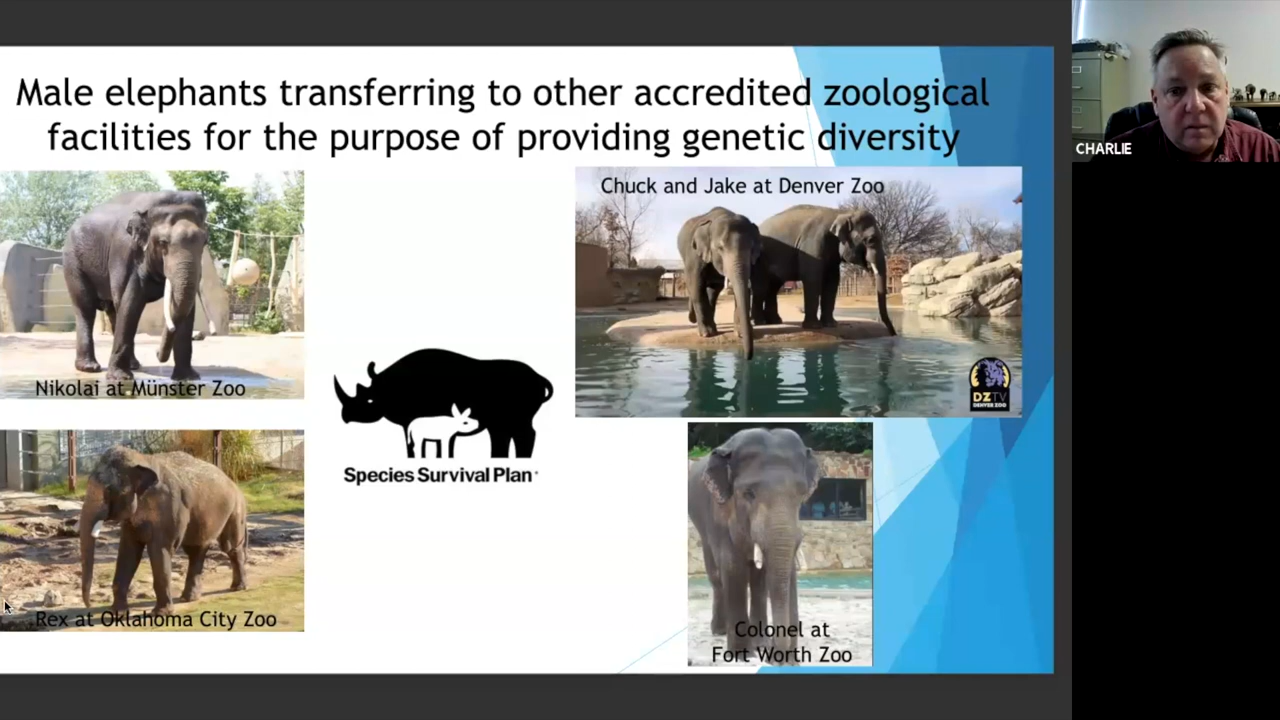 Male elephants transferring to other accredited zoological
facilities for the purpose of providing genetic diversity
CHARLIE
Chuck and Jake at Denver Zoo
Nikolai at Münster Zoo
DZTV
DENVER ZOO
Species Survival Plan
Rex at Oklahoma City Zoo
Colonel at
Fort Worth Zoo